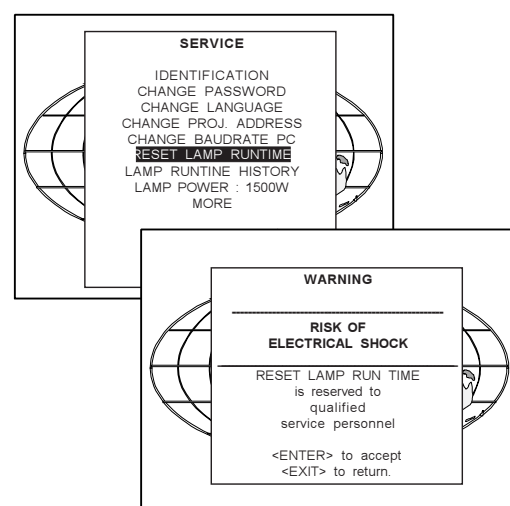 SERVICE
IDENTIFICATION
CHANGE PASSWORD
CHANGE LANGUAGE
CHANGE PROJ. ADDRESS
CHANGE BAUDRATE PC
RESET LAMP RUNTIME
LAMP RUNTINE HISTORY
LAMP POWER : 1500W
MORE
WARNING
RISK OF
ELECTRICAL SHOCK
RESET LAMP RUN TIME
is reserved to
qualified
service personnel
<ENTER> to accept
<EXIT> to return.